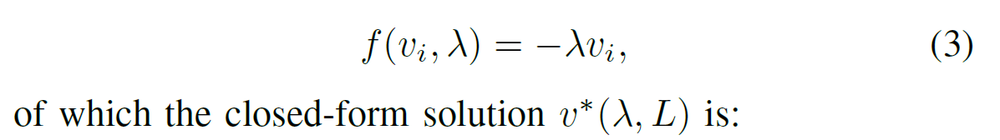 f(v_i, λ) = −λv_i, (3)
of which the closed-form solution v*(λ, L) is: